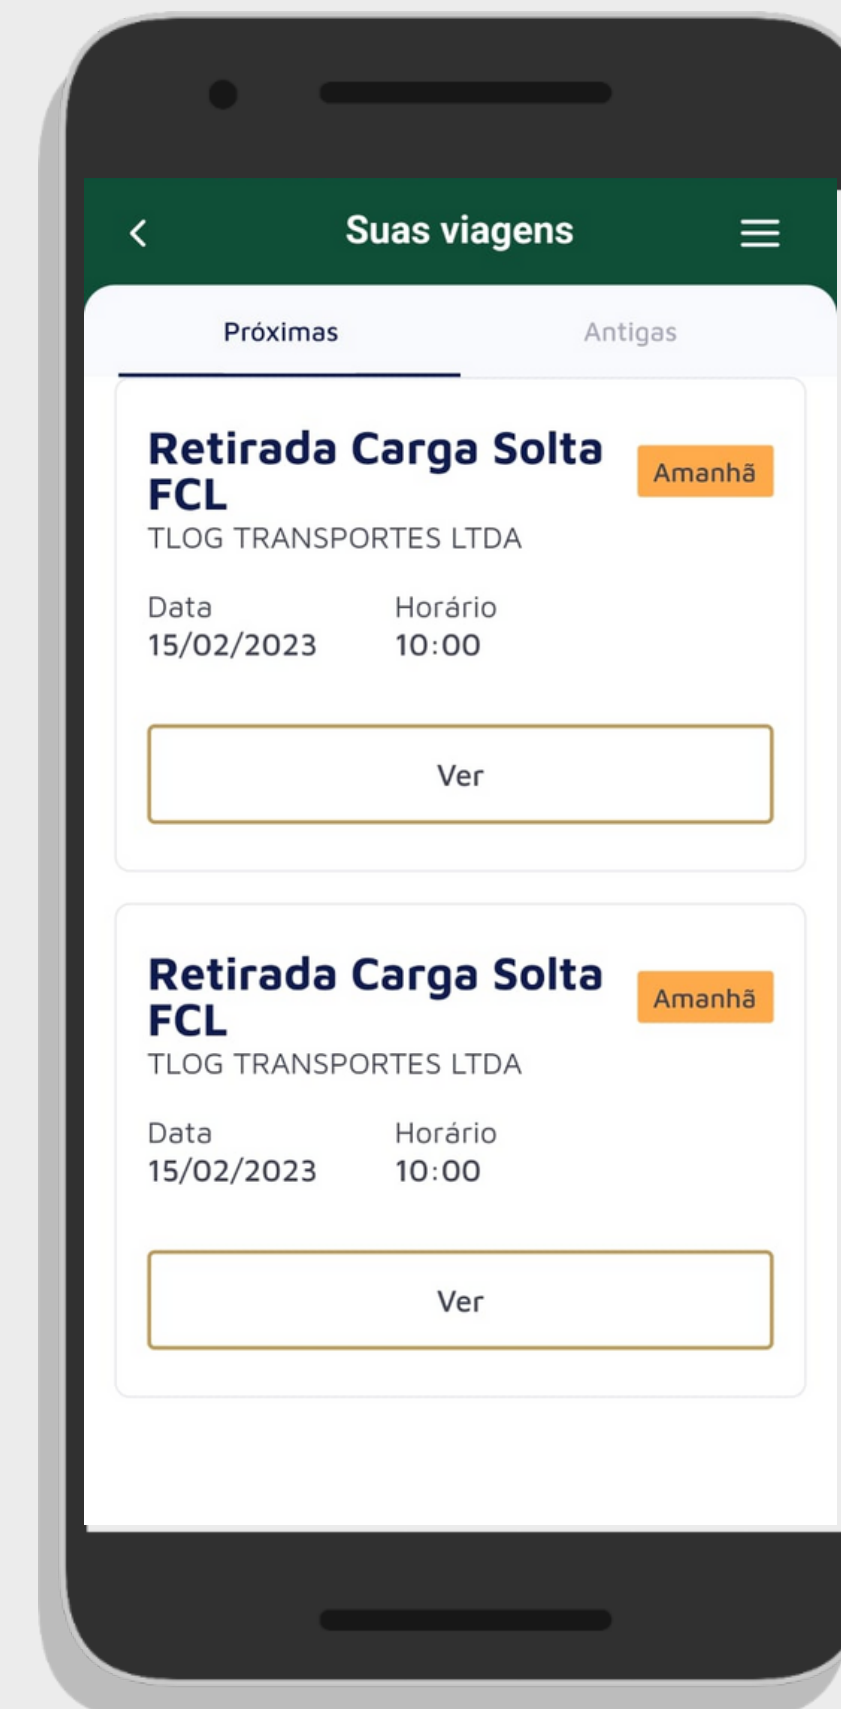 Suas viagens
Próximas
Antigas
Retirada Carga Solta
FCL
Amanhã
TLOG TRANSPORTES LTDA
Data
Horário
15/02/2023
10:00
Ver
Retirada Carga Solta
FCL
Amanhã
TLOG TRANSPORTES LTDA
Data
Horário
15/02/2023
10:00
Ver